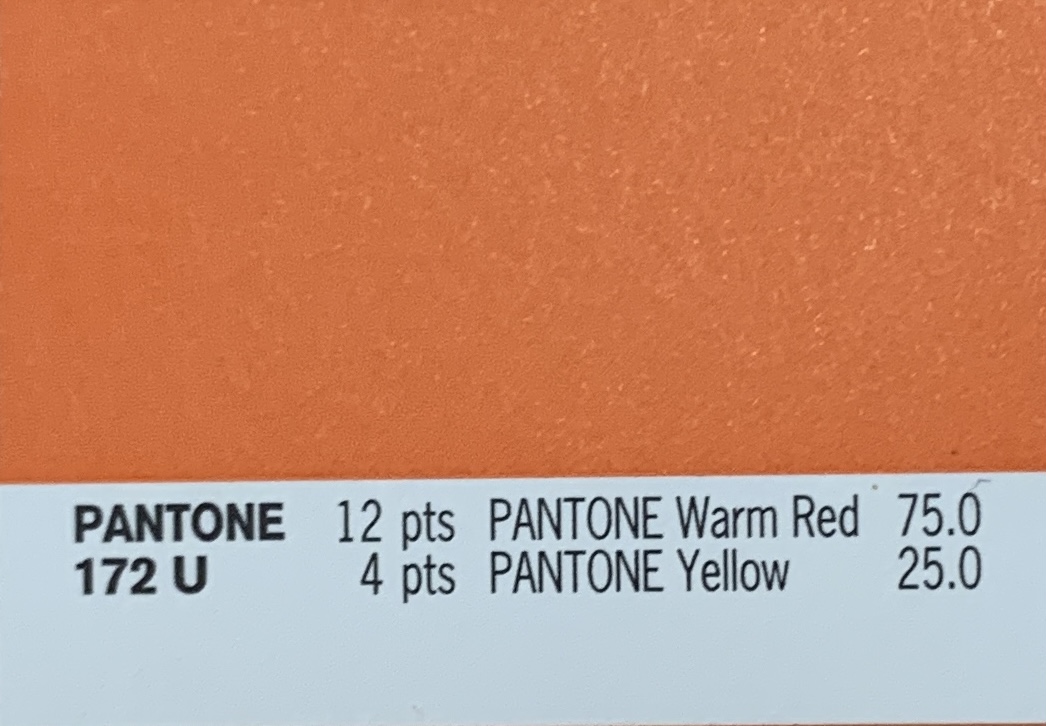 PANTONE 12 pts PANTONE Warm Red 75.0
172 U 4 pts PANTONE Yellow 25.0